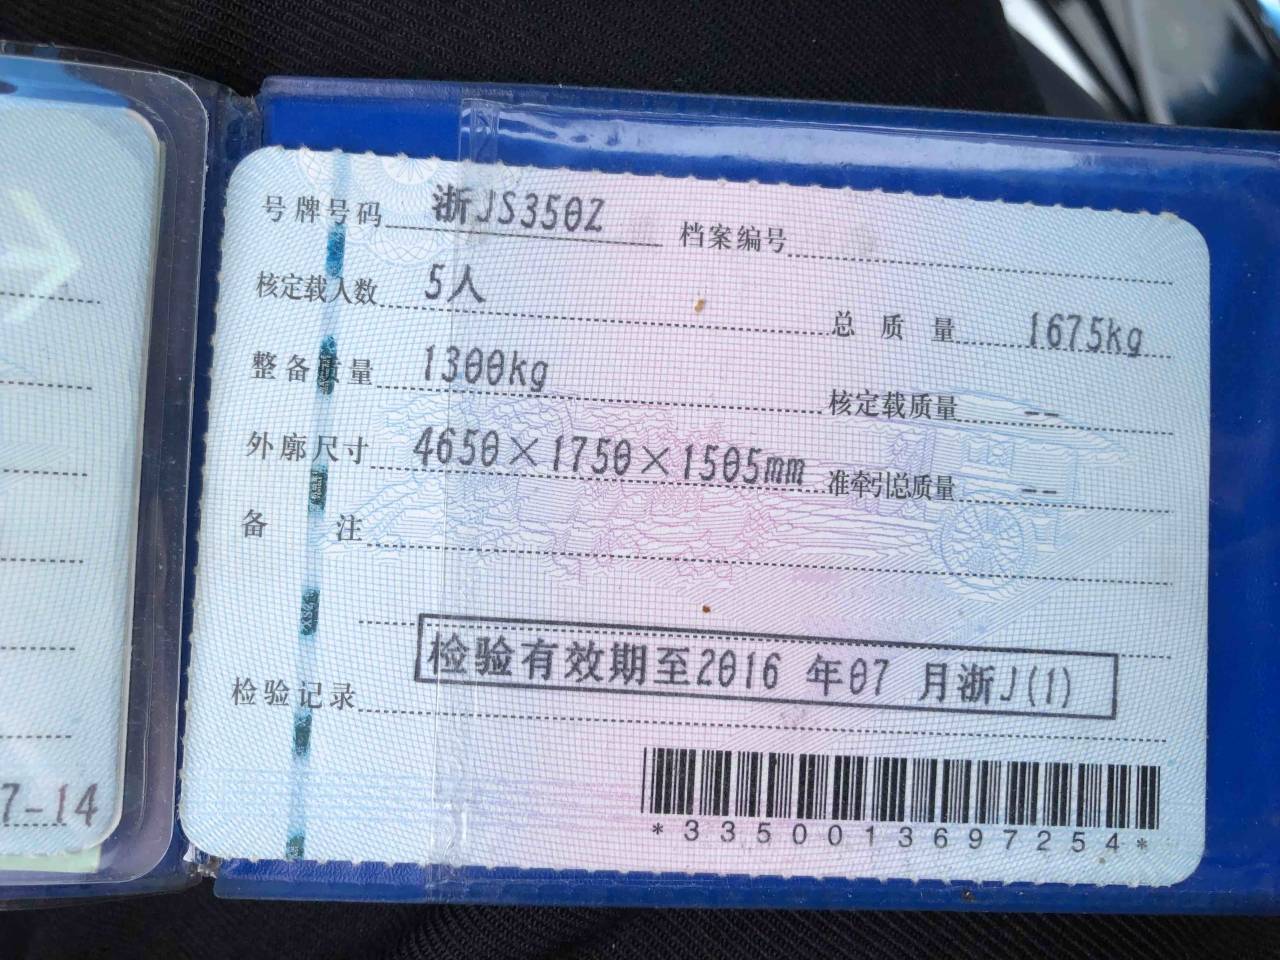 号牌号码 浙JS350Z 档案编号
核定载人数 5人 总质量 1675kg
整备质量 1300kg 核定载质量 --
外廓尺寸 4650×1750×1505mm 准牵引总质量 --
备注
检验有效期至2016 年07 月浙J(1)
检验记录
*3350013697254*
7-14